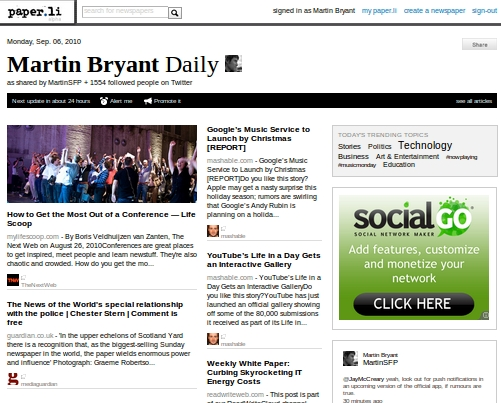 paper.li
BETA
search for newspapers
signed in as Martin Bryant my paper.li create a newspaper sign-out
Monday, Sep. 06, 2010
Share
Martin Bryant Daily
as shared by MartinSFP + 1554 followed people on Twitter
Next update in about 24 hours Alert me Promote it see all articles
How to Get the Most Out of a Conference — Life
Scoop
mylifescoop.com - By Boris Veldhuijzen van Zanten, The
Next Web on August 26, 2010Conferences are great places
to get inspired, meet people and learn newstuff. They're also
chaotic and crowded. How do you get the mo...
TNW
TheNextWeb
The News of the World's special relationship
with the police | Chester Stern | Comment is
free
guardian.co.uk - 'In the upper echelons of Scotland Yard
there is a recognition that, as the biggest-selling Sunday
newspaper in the world, the paper wields enormous power
and influence' Photograph: Graeme Robertso...
g
mediaguardian
Google's Music Service to
Launch by Christmas
[REPORT]
mashable.com - Google's Music
Service to Launch by Christmas
[REPORT]Do you like this story?
Apple may get a nasty surprise this
holiday season; rumors are swirling
that Google's Andy Rubin is
planning on a holida...
mashable
YouTube's Life in a Day Gets
an Interactive Gallery
mashable.com - YouTube's Life in a
Day Gets an Interactive GalleryDo
you like this story?YouTube has just
launched an official gallery showing
off some of the 80,000 submissions
it received as part of its Life in...
mashable
Weekly White Paper:
Curbing Skyrocketing IT
Energy Costs
readwriteweb.com - This post is part
TODAY'S TRENDING TOPICS
Stories Politics Technology
Business Art & Entertainment #nowplaying
#musicmonday Education
social GO
SOCIAL NETWORK MAKER
Add features, customize
and monetize your
network
CLICK HERE
Martin Bryant
MartinSFP
@JayMcCreary yeah, look out for push notifications in
an upcoming version of the official app, if rumours are
true
30 minutes ago